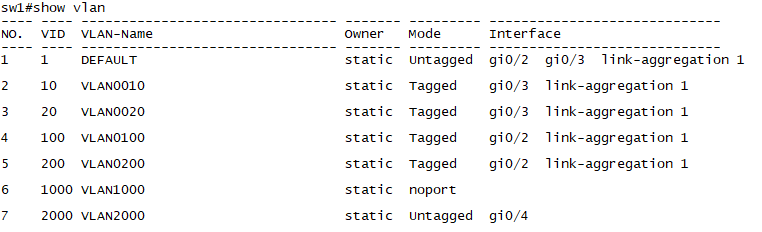 sw1#show vlan
---- ---- -------------------------------- ------- --------- -----------------------------
NO.  VID  VLAN-Name                        Owner   Mode      Interface
---- ---- -------------------------------- ------- --------- -----------------------------
1    1    DEFAULT                          static  Untagged  gi0/2  gi0/3  link-aggregation 1
2    10   VLAN0010                         static  Tagged    gi0/3  link-aggregation 1
3    20   VLAN0020                         static  Tagged    gi0/3  link-aggregation 1
4    100  VLAN0100                         static  Tagged    gi0/2  link-aggregation 1
5    200  VLAN0200                         static  Tagged    gi0/2  link-aggregation 1
6    1000 VLAN1000                         static  noport
7    2000 VLAN2000                         static  Untagged  gi0/4